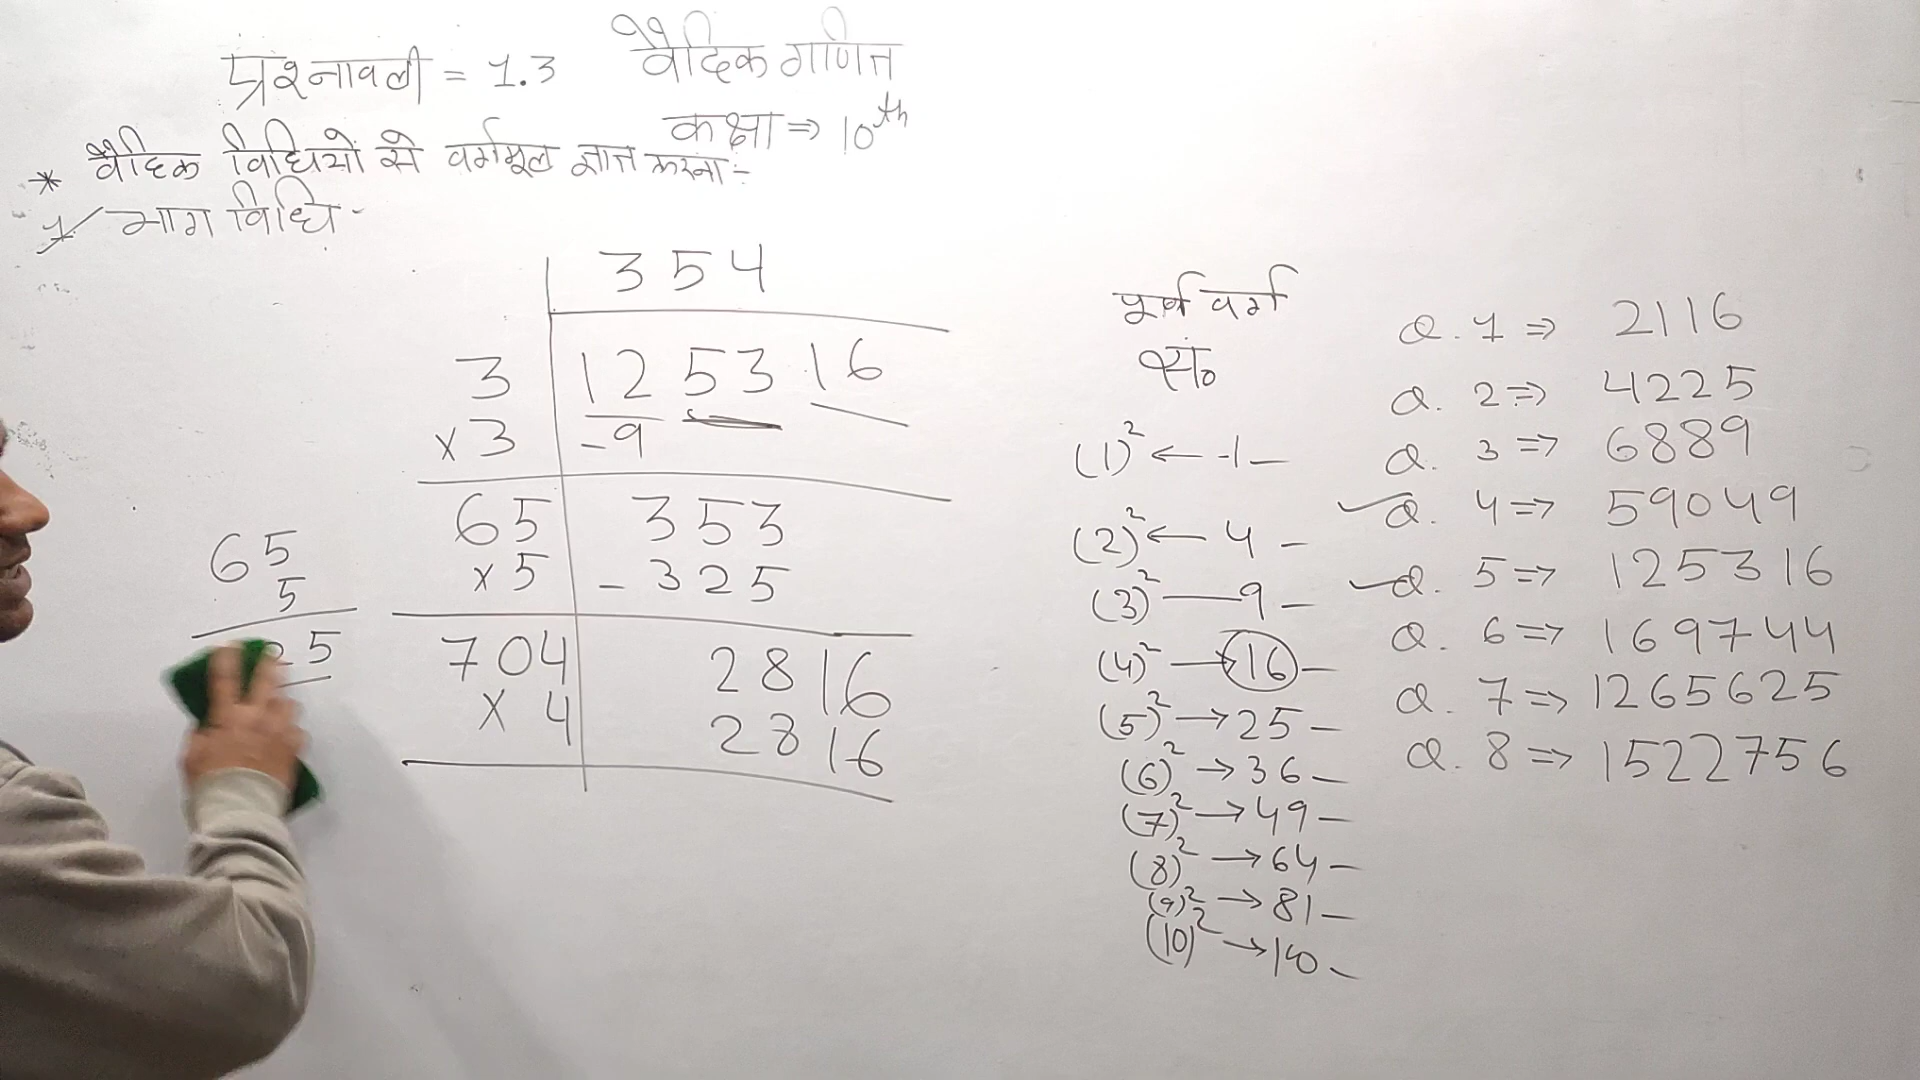 प्रश्नावली = 1.3
वैदिक गणित
कक्षा ⇒ 10th
* वैदिक विधियों से वर्गमूल ज्ञात करना :-
1 भाग विधि -
354
3 | 12 53 16
×3 | -9
65 | 353
×5 | -325
704 | 2816
× 4 | 2816
65
5
25
पूर्ण वर्ग
सं०
(1)² ← 1 –
(2)² ← 4 –
(3)² — 9 –
(4)² → 16 –
(5)² → 25 –
(6)² → 36 –
(7)² → 49 –
(8)² → 64 –
(9)² → 81 –
(10)² → 100 –
Q. 1 ⇒ 2116
Q. 2 ⇒ 4225
Q. 3 ⇒ 6889
Q. 4 ⇒ 59049
Q. 5 ⇒ 125316
Q. 6 ⇒ 169744
Q. 7 ⇒ 1265625
Q. 8 ⇒ 1522756